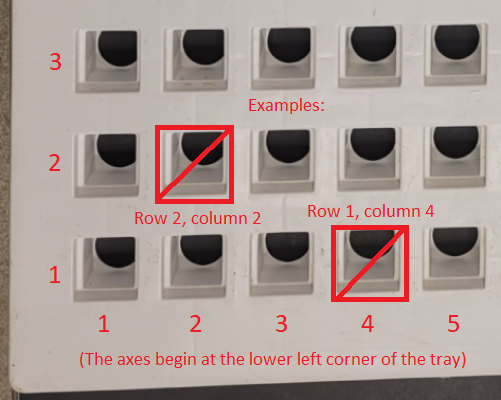 3
Examples:
2
Row 2, column 2
Row 1, column 4
1
1 2 3 4 5
(The axes begin at the lower left corner of the tray)